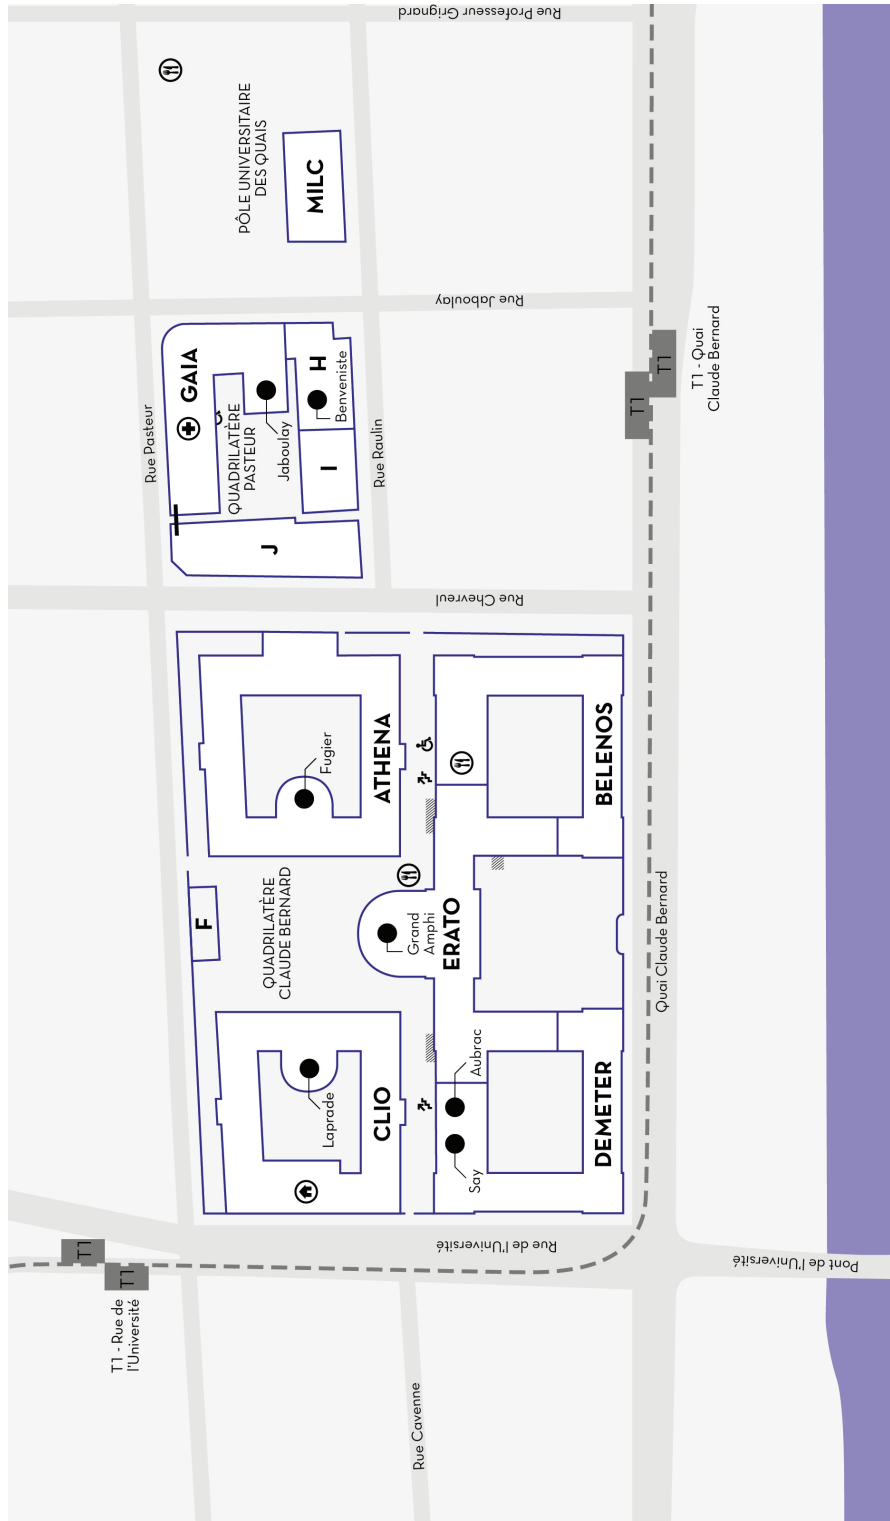 Rue Professeur Grignard
PÔLE UNIVERSITAIRE
DES QUAIS
MILC
Rue Jaboulay
T1 - Quai
Claude Bernard
T1
T1
Rue Pasteur
GAIA
QUADRILATÈRE
PASTEUR
Jaboulay
H
Benveniste
I
J
Rue Raulin
Rue Chevreul
ATHENA
Fugier
BELENOS
F
QUADRILATÈRE
CLAUDE BERNARD
Grand
Amphi
ERATO
Quai Claude Bernard
CLIO
Laprade
Aubrac
Say
DEMETER
Rue de l'Université
Pont de l'Université
T1
T1
T1 - Rue de
l'Université
Rue Cavenne